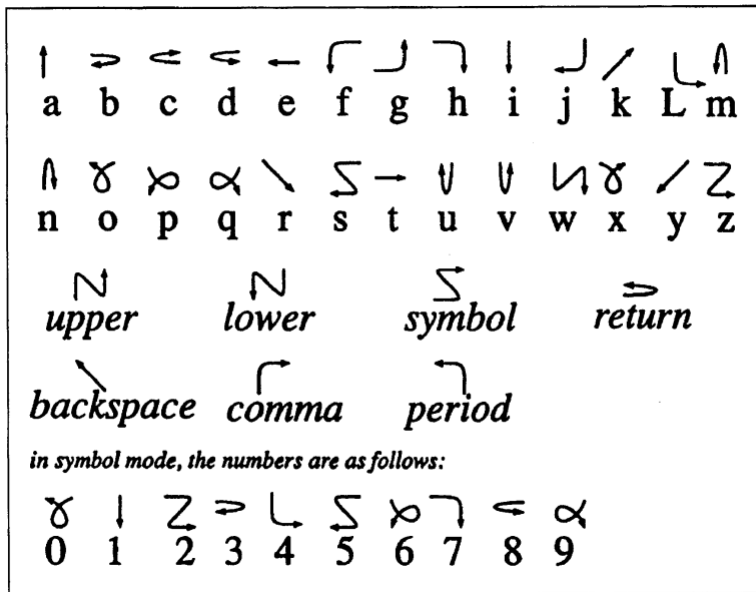 a b c d e f g h i j k L m
n o p q r s t u v w x y z
upper lower symbol return
backspace comma period
in symbol mode, the numbers are as follows:
0 1 2 3 4 5 6 7 8 9